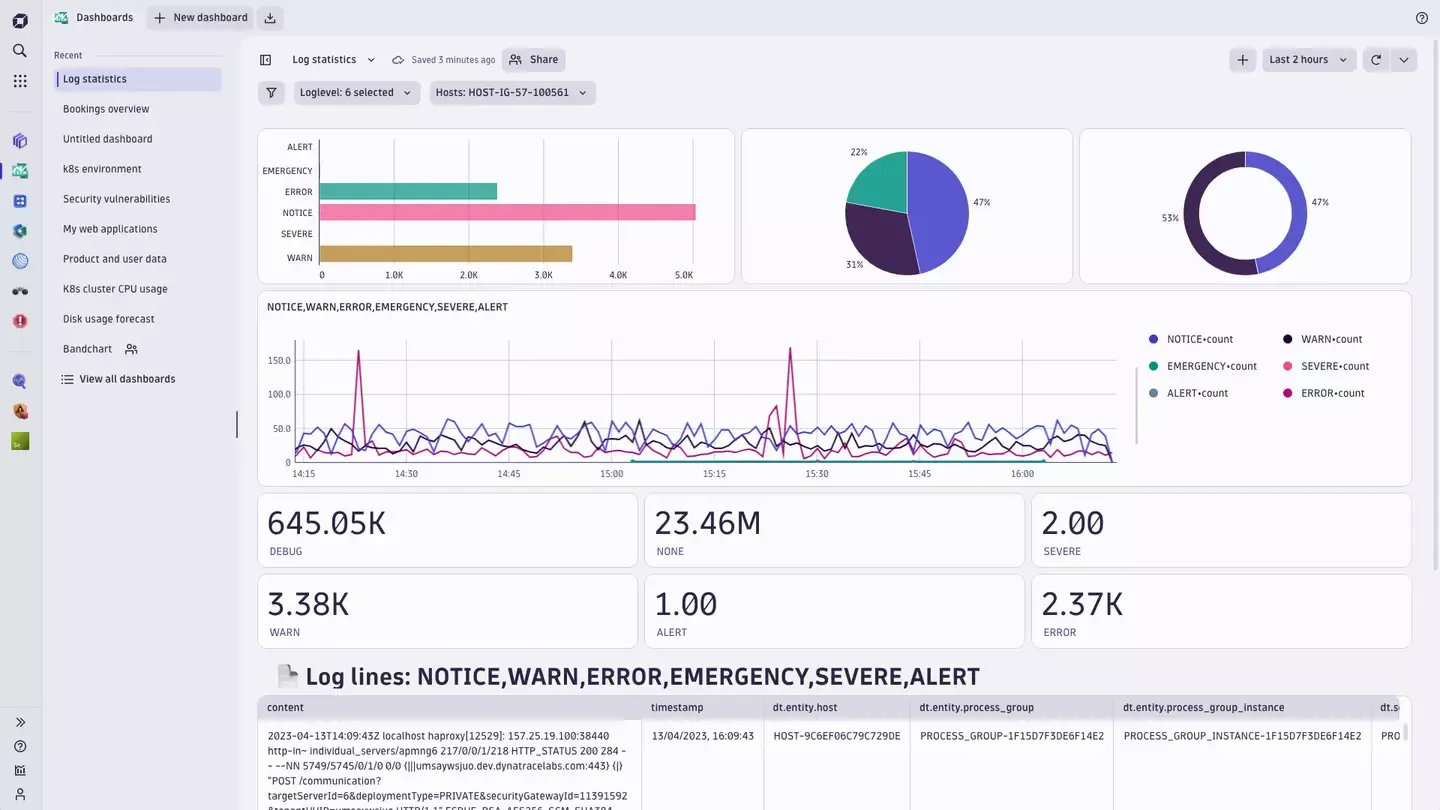 Dashboards
New dashboard
Recent
Log statistics
Bookings overview
Untitled dashboard
k8s environment
Security vulnerabilities
My web applications
Product and user data
K8s cluster CPU usage
Disk usage forecast
Bandchart
View all dashboards
Log statistics
Saved 3 minutes ago
Share
Last 2 hours
Loglevel: 6 selected
Hosts: HOST-IG-57-100561
ALERT
EMERGENCY
ERROR
NOTICE
SEVERE
WARN
0 1.0K 2.0K 3.0K 4.0K 5.0K
22%
47%
31%
47%
53%
NOTICE,WARN,ERROR,EMERGENCY,SEVERE,ALERT
150.0
100.0
50.0
0
14:15 14:30 14:45 15:00 15:15 15:30 15:45 16:00
NOTICE•count WARN•count
EMERGENCY•count SEVERE•count
ALERT•count ERROR•count
645.05K
DEBUG
23.46M
NONE
2.00
SEVERE
3.38K
WARN
1.00
ALERT
2.37K
ERROR
Log lines: NOTICE,WARN,ERROR,EMERGENCY,SEVERE,ALERT
content timestamp dt.entity.host dt.entity.process_group dt.entity.process_group_instance dt.s
2023-04-13T14:09:43Z localhost haproxy[12529]: 157.25.19.100:38440
http-in~ individual_servers/apmng6 217/0/0/1/218 HTTP_STATUS 200 284 -
- --NN 5749/5745/0/1/0 0/0 {|||umsaywsjuo.dev.dynatracelabs.com:443} {|}
"POST /communication?
targetServerId=6&deploymentType=PRIVATE&securityGatewayId=11391592
13/04/2023, 16:09:43
HOST-9C6EF06C79C729DE
PROCESS_GROUP-1F15D7F3DE6F14E2
PROCESS_GROUP_INSTANCE-1F15D7F3DE6F14E2
PRO